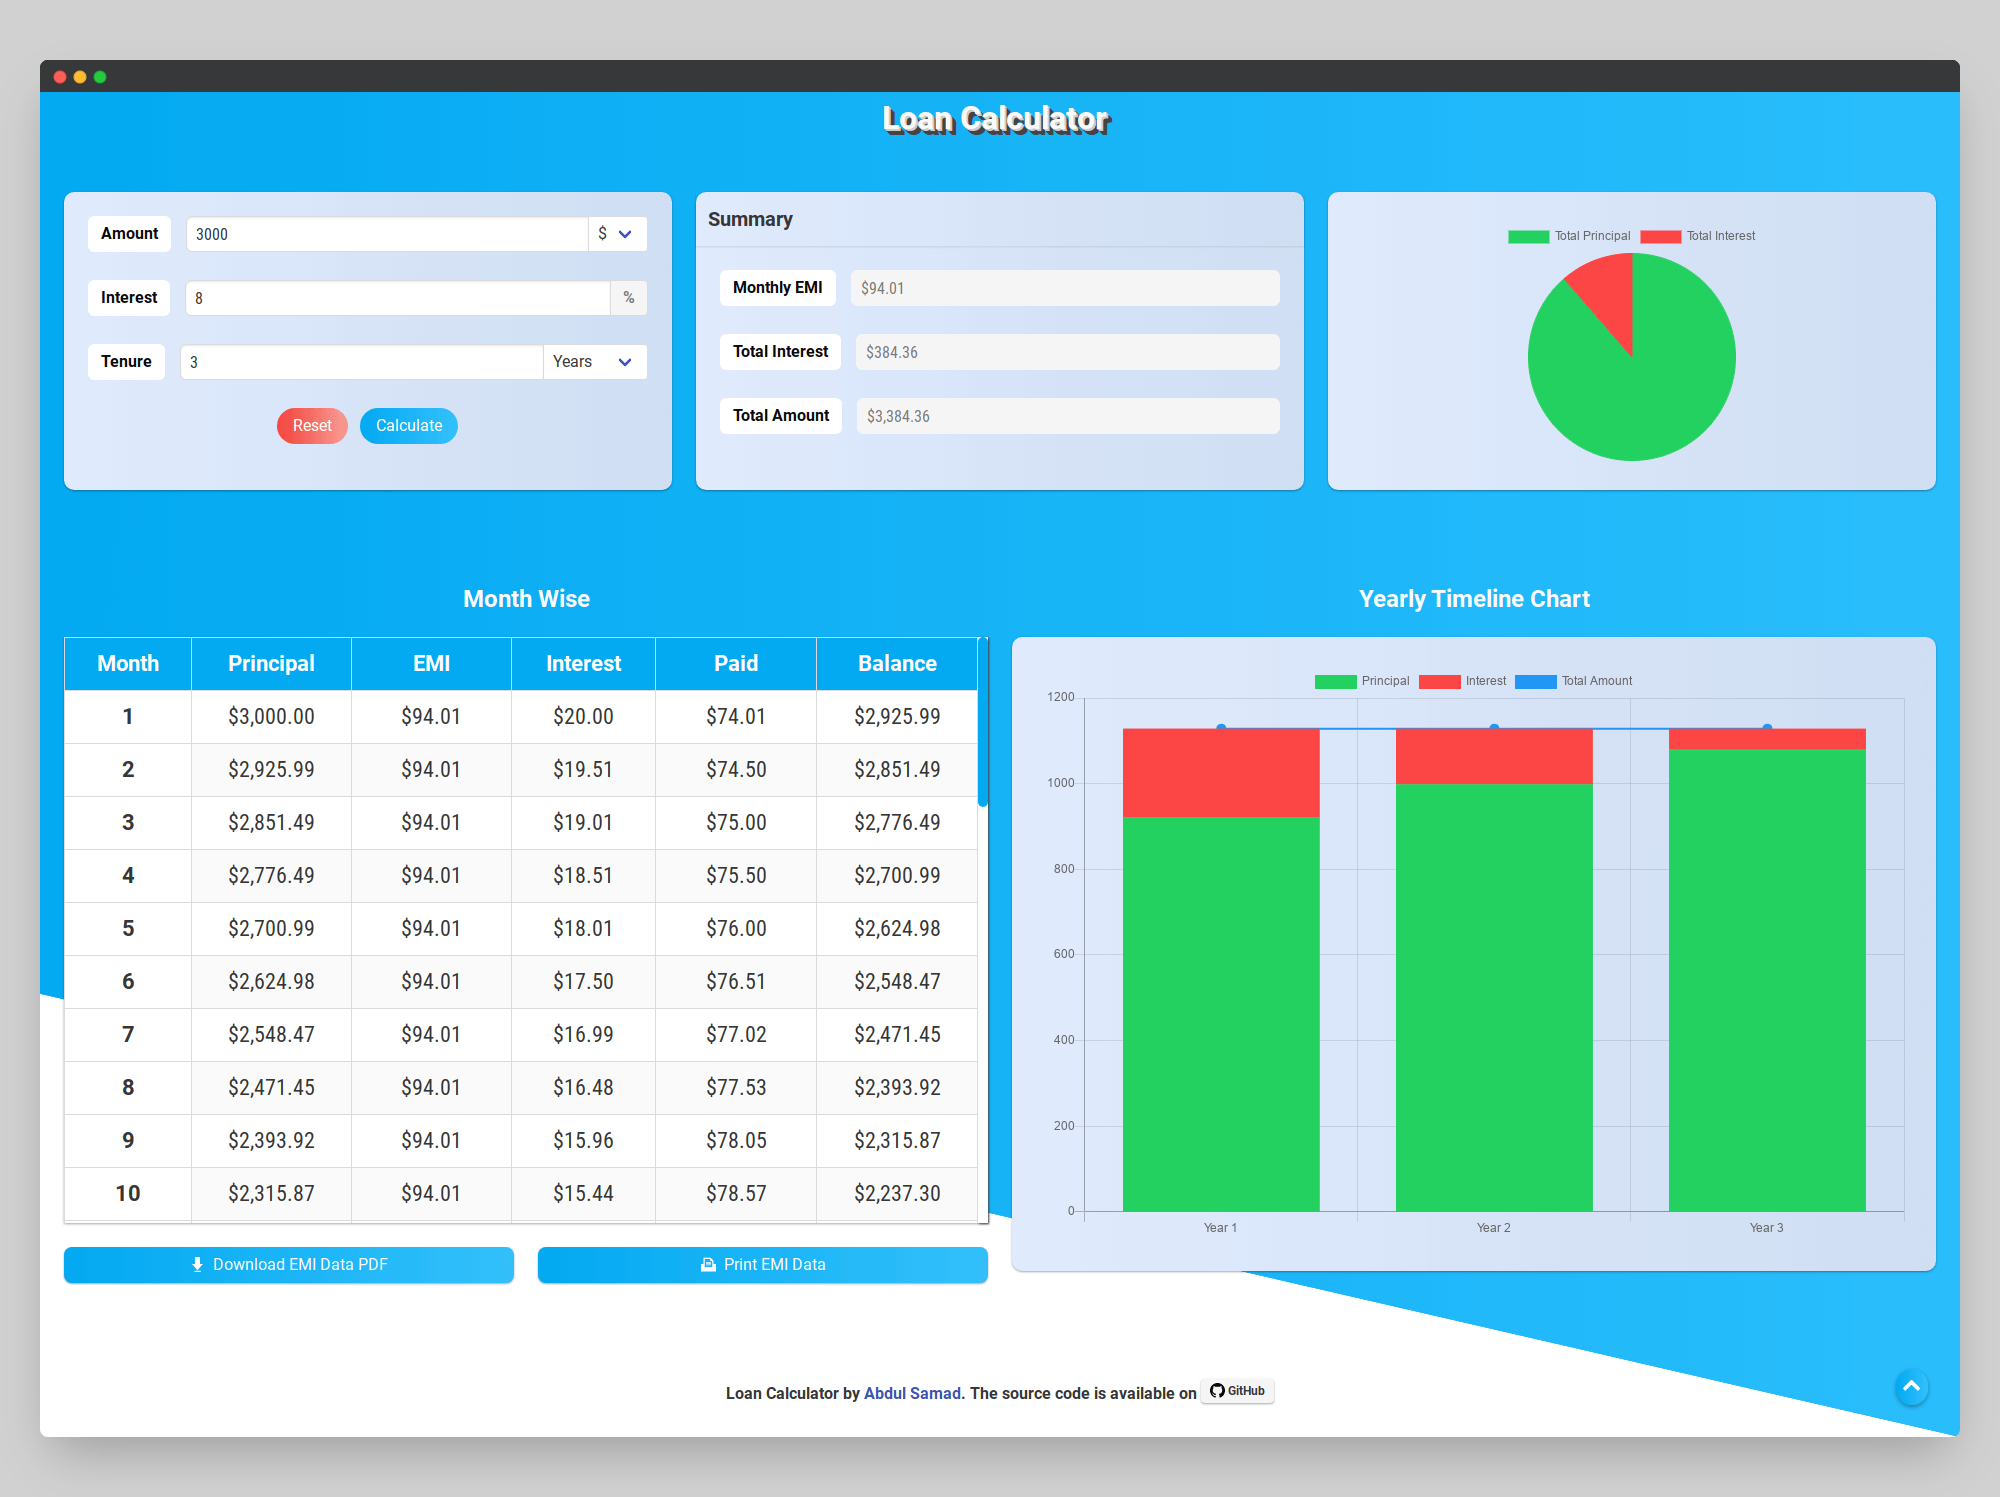 Loan Calculator
Amount 3000 $
Interest 8 %
Tenure 3 Years
Reset Calculate
Summary
Monthly EMI $94.01
Total Interest $384.36
Total Amount $3,384.36
Total Principal Total Interest
Month Wise
Month Principal EMI Interest Paid Balance
1 $3,000.00 $94.01 $20.00 $74.01 $2,925.99
2 $2,925.99 $94.01 $19.51 $74.50 $2,851.49
3 $2,851.49 $94.01 $19.01 $75.00 $2,776.49
4 $2,776.49 $94.01 $18.51 $75.50 $2,700.99
5 $2,700.99 $94.01 $18.01 $76.00 $2,624.98
6 $2,624.98 $94.01 $17.50 $76.51 $2,548.47
7 $2,548.47 $94.01 $16.99 $77.02 $2,471.45
8 $2,471.45 $94.01 $16.48 $77.53 $2,393.92
9 $2,393.92 $94.01 $15.96 $78.05 $2,315.87
10 $2,315.87 $94.01 $15.44 $78.57 $2,237.30
Download EMI Data PDF Print EMI Data
Yearly Timeline Chart
Principal Interest Total Amount
1200
1000
800
600
400
200
0
Year 1 Year 2 Year 3
Loan Calculator by Abdul Samad. The source code is available on GitHub